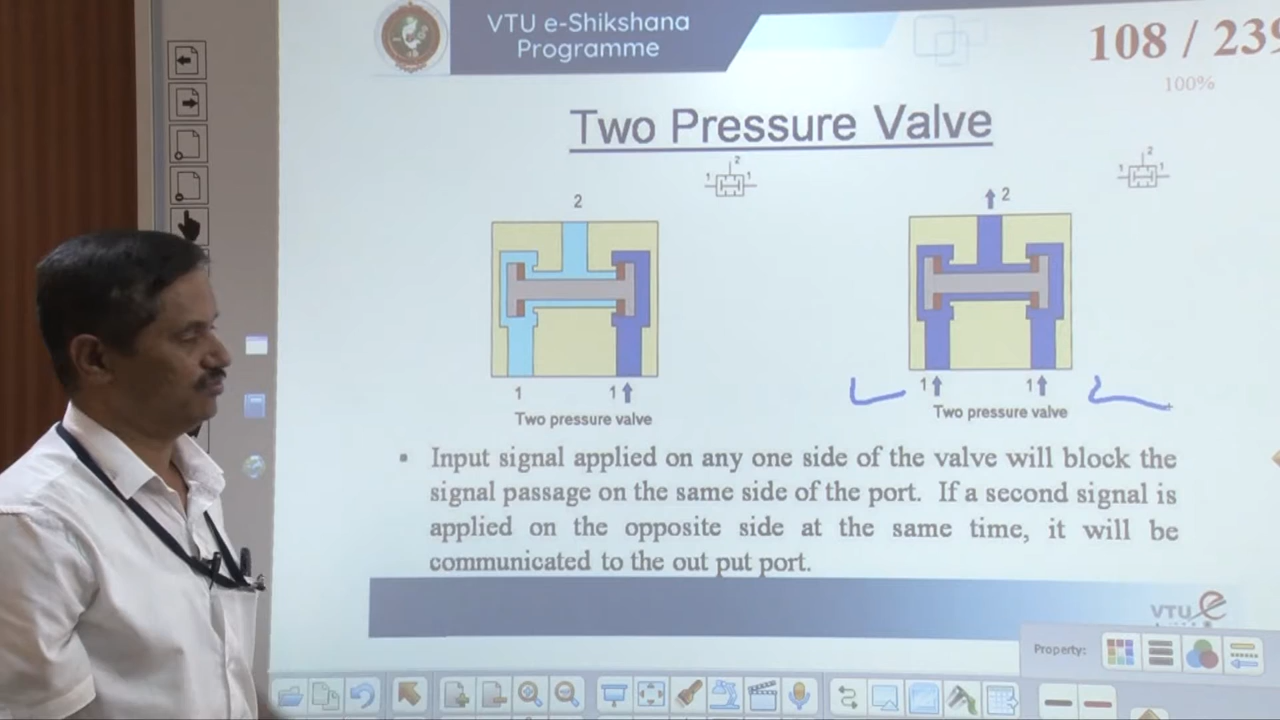 VTU e-Shikshana
Programme
108 / 239
100%
Two Pressure Valve
2
1 1
2
1 1
2
2
1 1
Two pressure valve
1 1
Two pressure valve
• Input signal applied on any one side of the valve will block the
signal passage on the same side of the port. If a second signal is
applied on the opposite side at the same time, it will be
communicated to the out put port.
VTU e
Property: